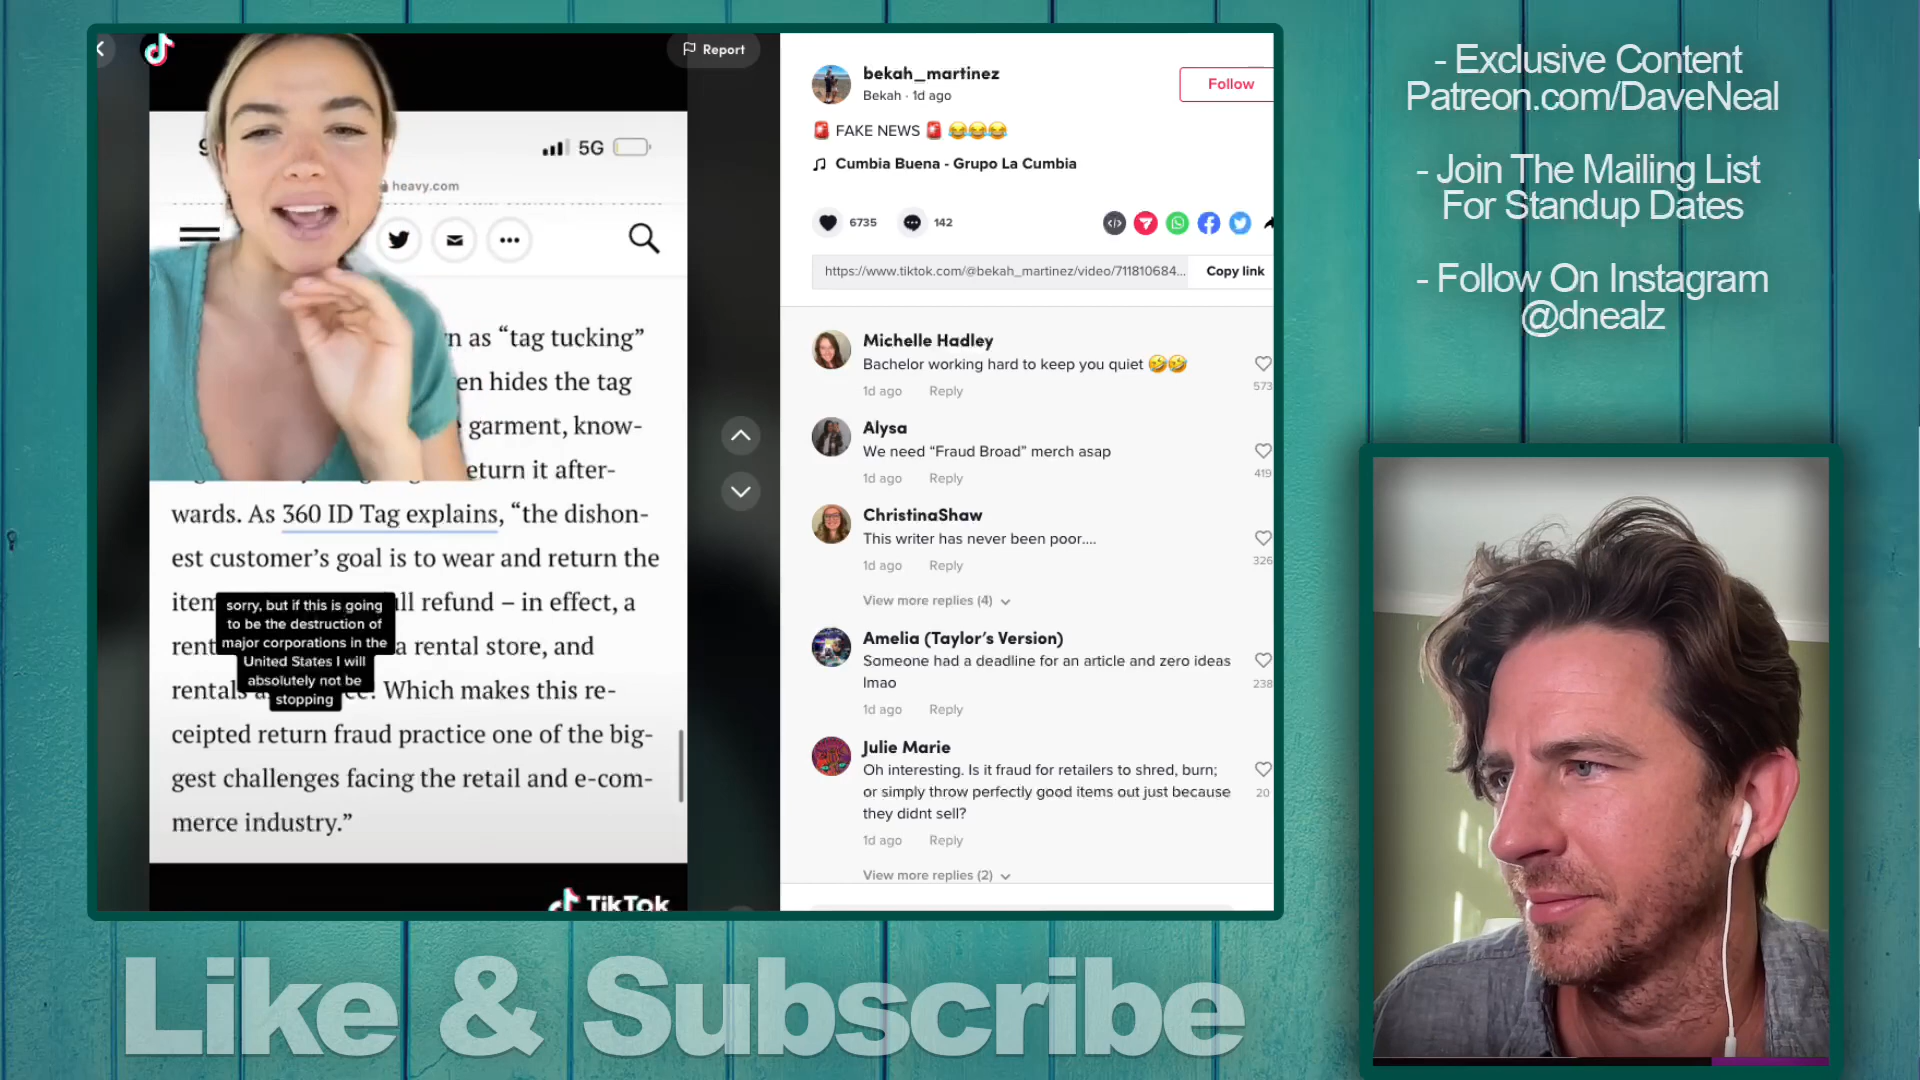 Report
5G
heavy.com
n as “tag tucking”
en hides the tag
garment, know-
eturn it after-
wards. As 360 ID Tag explains, “the dishon-
est customer’s goal is to wear and return the
item ll refund – in effect, a
rent a rental store, and
rentals Which makes this re-
ceipted return fraud practice one of the big-
gest challenges facing the retail and e-com-
merce industry.”
sorry, but if this is going
to be the destruction of
major corporations in the
United States I will
absolutely not be
stopping
TikTok
bekah_martinez
Bekah · 1d ago
Follow
🚨 FAKE NEWS 🚨 😂😂😂
Cumbia Buena - Grupo La Cumbia
6735
142
https://www.tiktok.com/@bekah_martinez/video/711810684...
Copy link
Michelle Hadley
Bachelor working hard to keep you quiet 🤣🤣
1d ago Reply
573
Alysa
We need “Fraud Broad” merch asap
1d ago Reply
419
ChristinaShaw
This writer has never been poor....
1d ago Reply
326
View more replies (4)
Amelia (Taylor’s Version)
Someone had a deadline for an article and zero ideas
lmao
1d ago Reply
238
Julie Marie
Oh interesting. Is it fraud for retailers to shred, burn;
or simply throw perfectly good items out just because
they didnt sell?
1d ago Reply
20
View more replies (2)
- Exclusive Content
Patreon.com/DaveNeal
- Join The Mailing List
For Standup Dates
- Follow On Instagram
@dnealz
Like & Subscribe